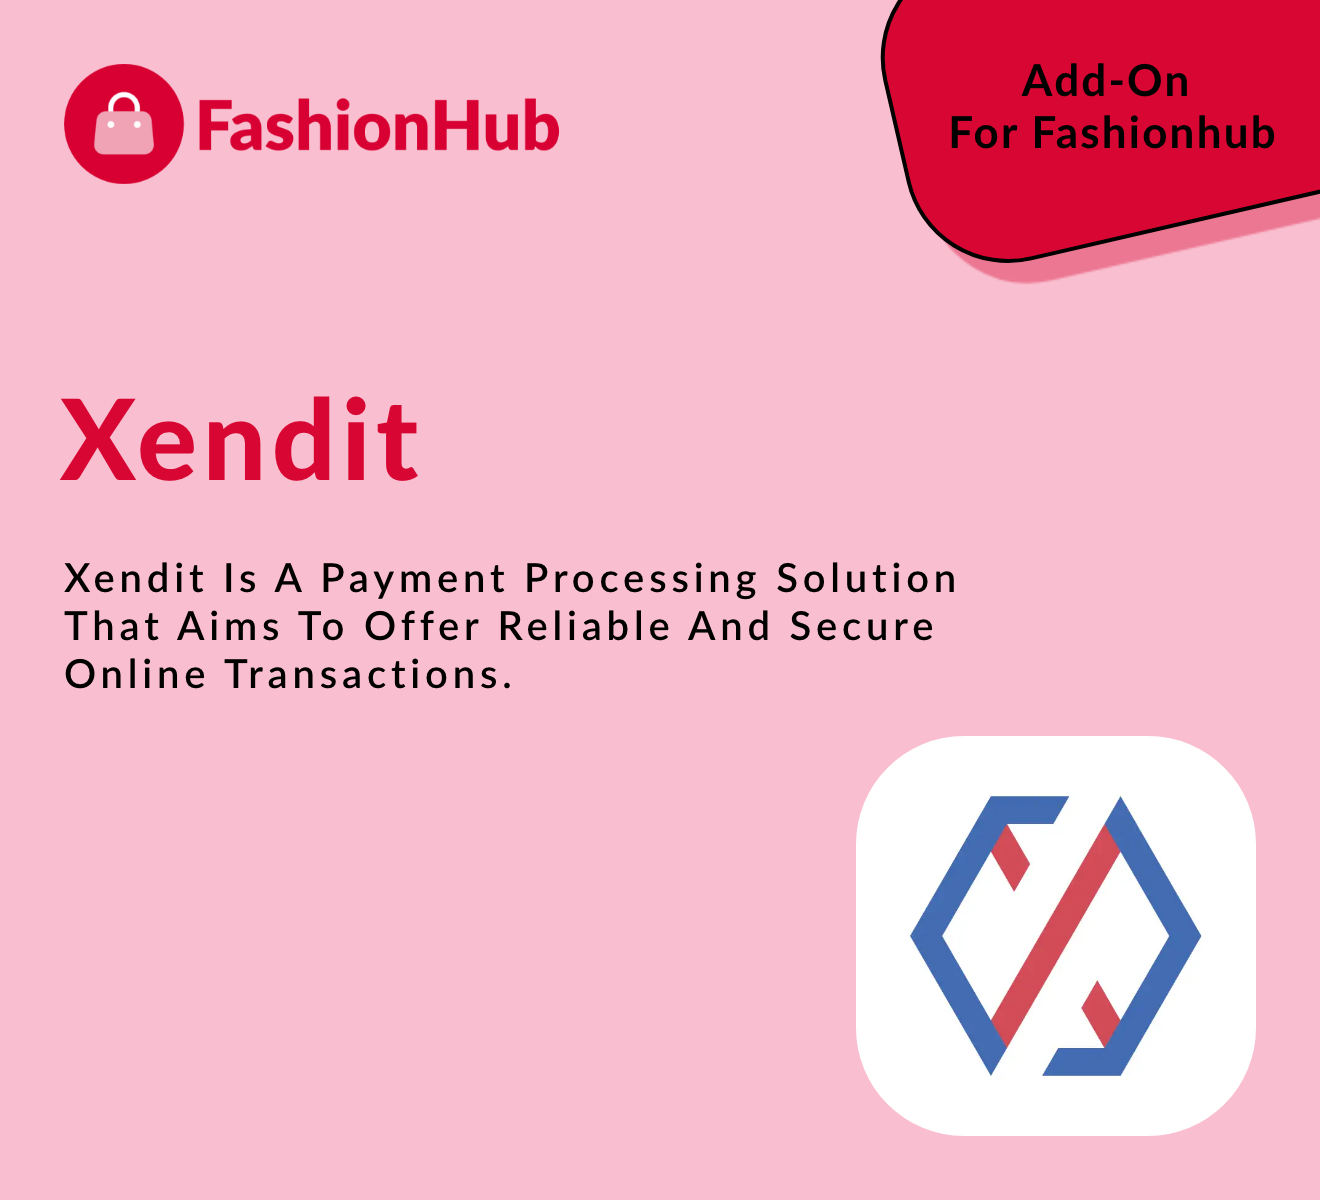 FashionHub
Add-On
For Fashionhub
Xendit
Xendit Is A Payment Processing Solution
That Aims To Offer Reliable And Secure
Online Transactions.